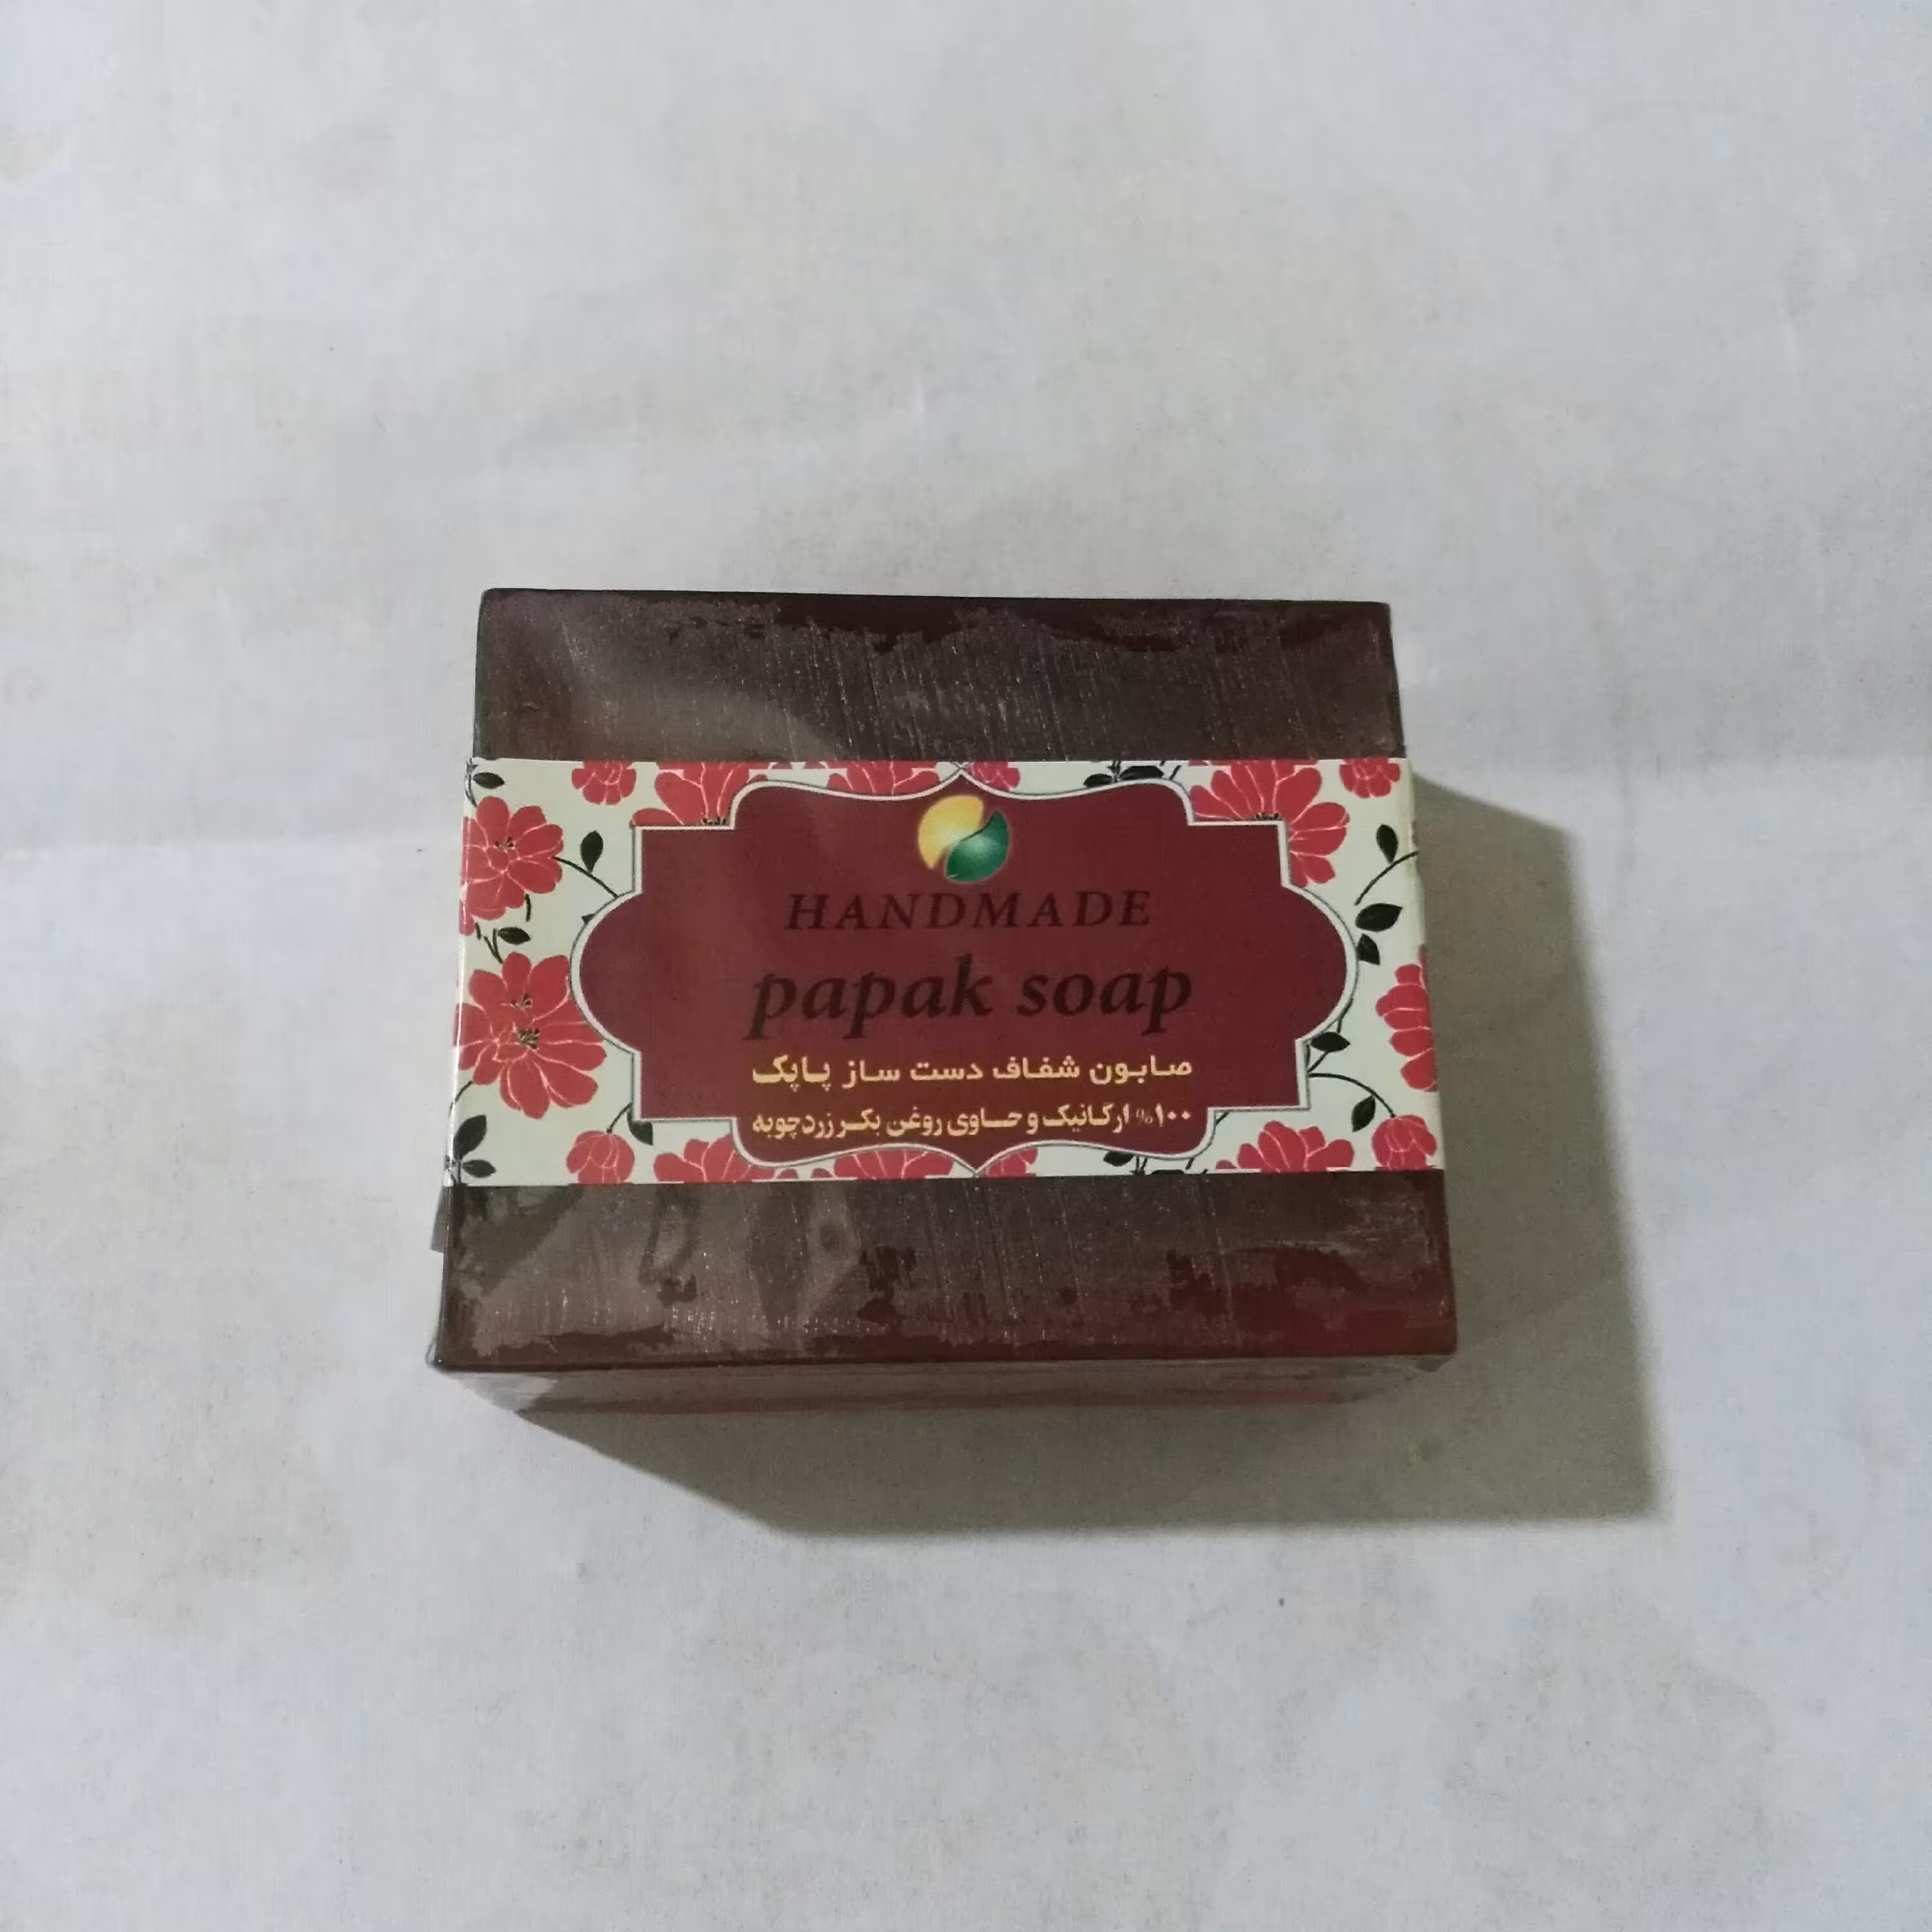 HANDMADE
papak soap
صابون شفاف دست ساز پاپک
۱۰۰% ارگانیک و حاوی روغن بکر زردچوبه